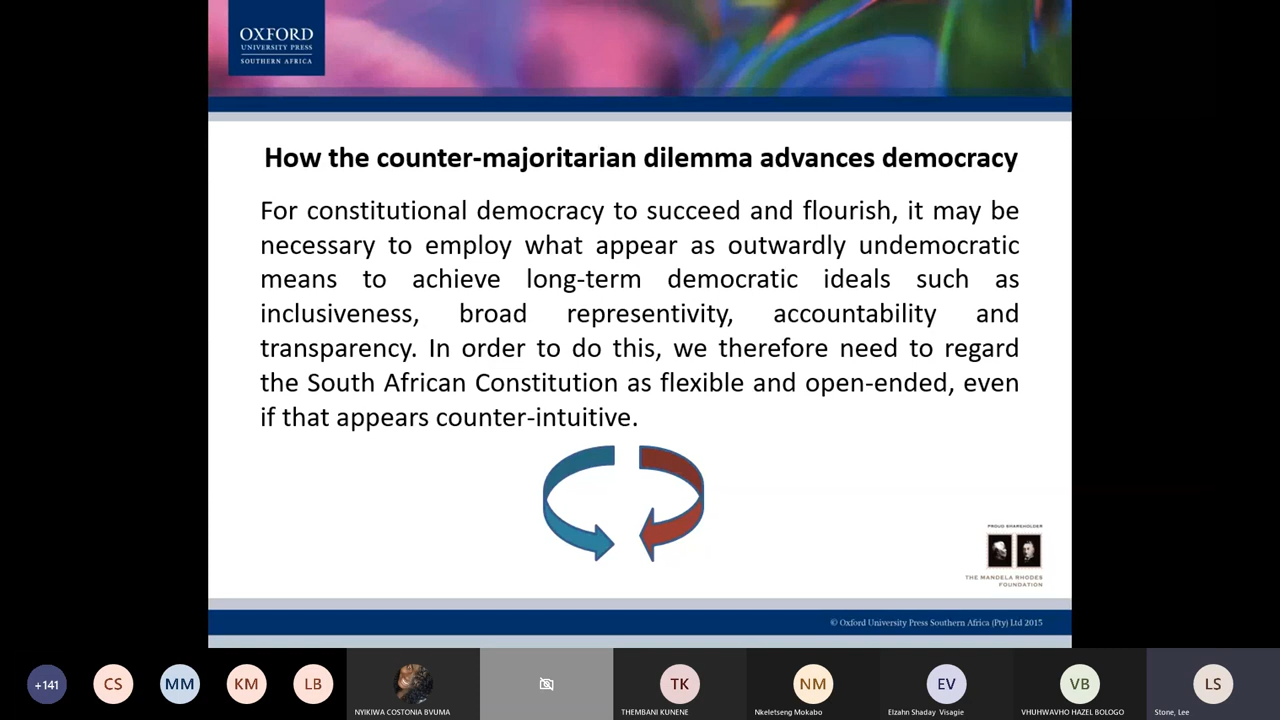 OXFORD
UNIVERSITY PRESS
SOUTHERN AFRICA
How the counter-majoritarian dilemma advances democracy
For constitutional democracy to succeed and flourish, it may be
necessary to employ what appear as outwardly undemocratic
means to achieve long-term democratic ideals such as
inclusiveness, broad representivity, accountability and
transparency. In order to do this, we therefore need to regard
the South African Constitution as flexible and open-ended, even
if that appears counter-intuitive.
PROUD SHAREHOLDER
THE MANDELA RHODES
FOUNDATION
© Oxford University Press Southern Africa (Pty) Ltd 2015
+141
CS
MM
KM
LB
TK
NM
EV
VB
LS
NYIKIWA COSTONIA BVUMA
THEMBANI KUNENE
Nkeletseng Mokabo
Elzahn Shaday Visagie
VHUHWAVHO HAZEL BOLOGO
Stone, Lee